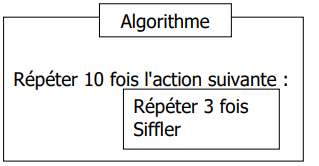 Algorithme
Répéter 10 fois l'action suivante :
Répéter 3 fois
Siffler